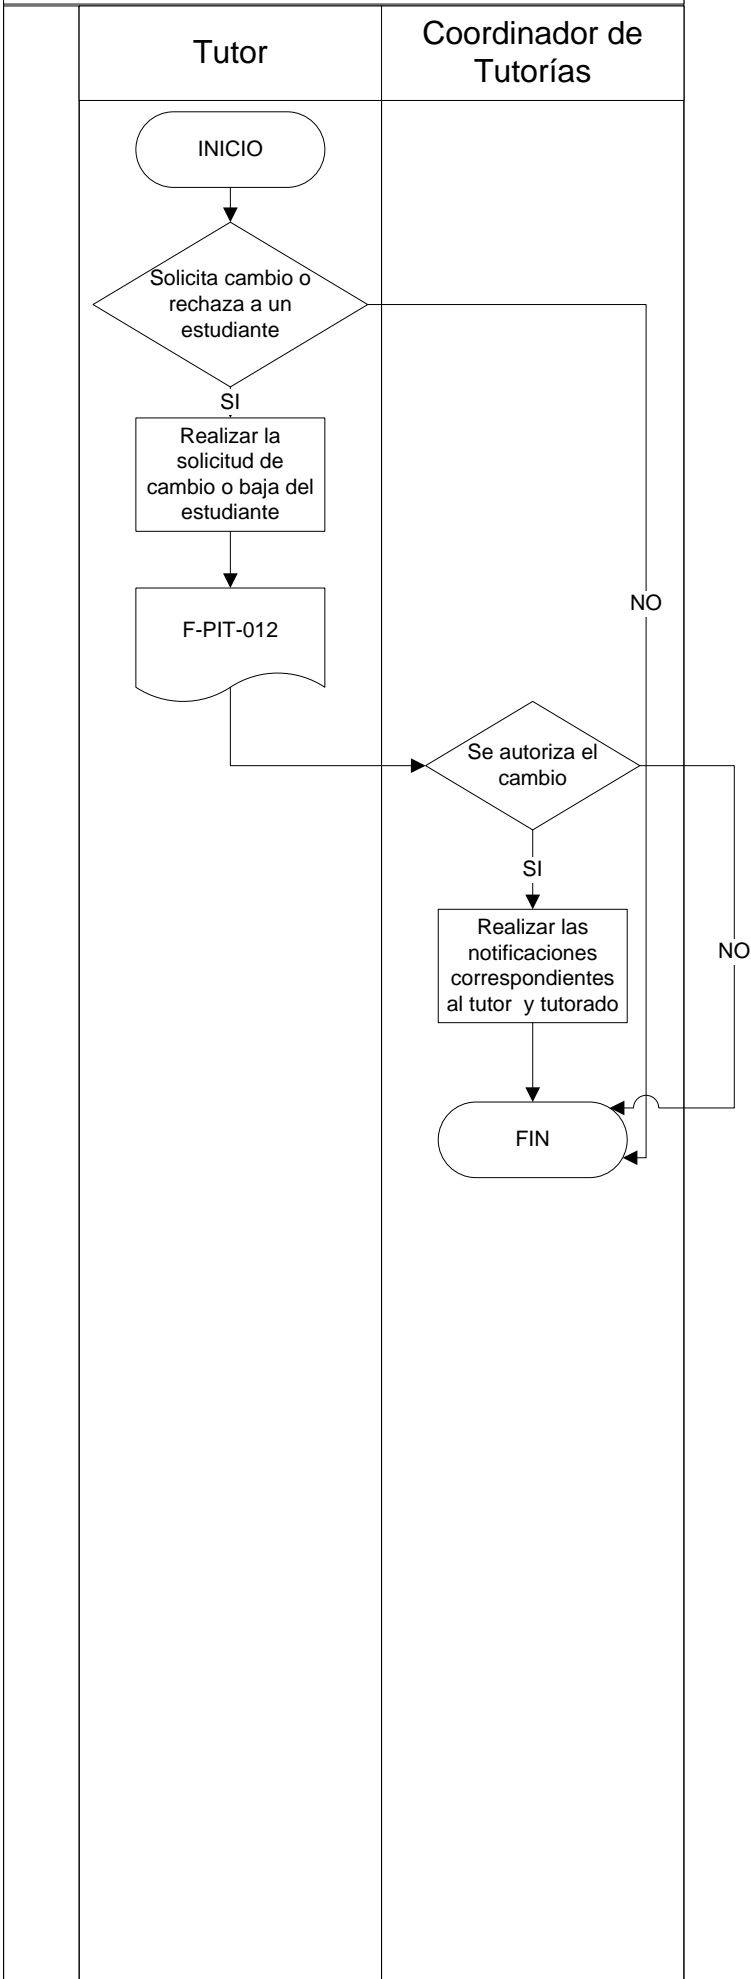 Tutor
Coordinador de
Tutorías
INICIO
Solicita cambio o
rechaza a un
estudiante
SI
Realizar la
solicitud de
cambio o baja del
estudiante
NO
F-PIT-012
Se autoriza el
cambio
SI
Realizar las
notificaciones
correspondientes
al tutor y tutorado
NO
FIN